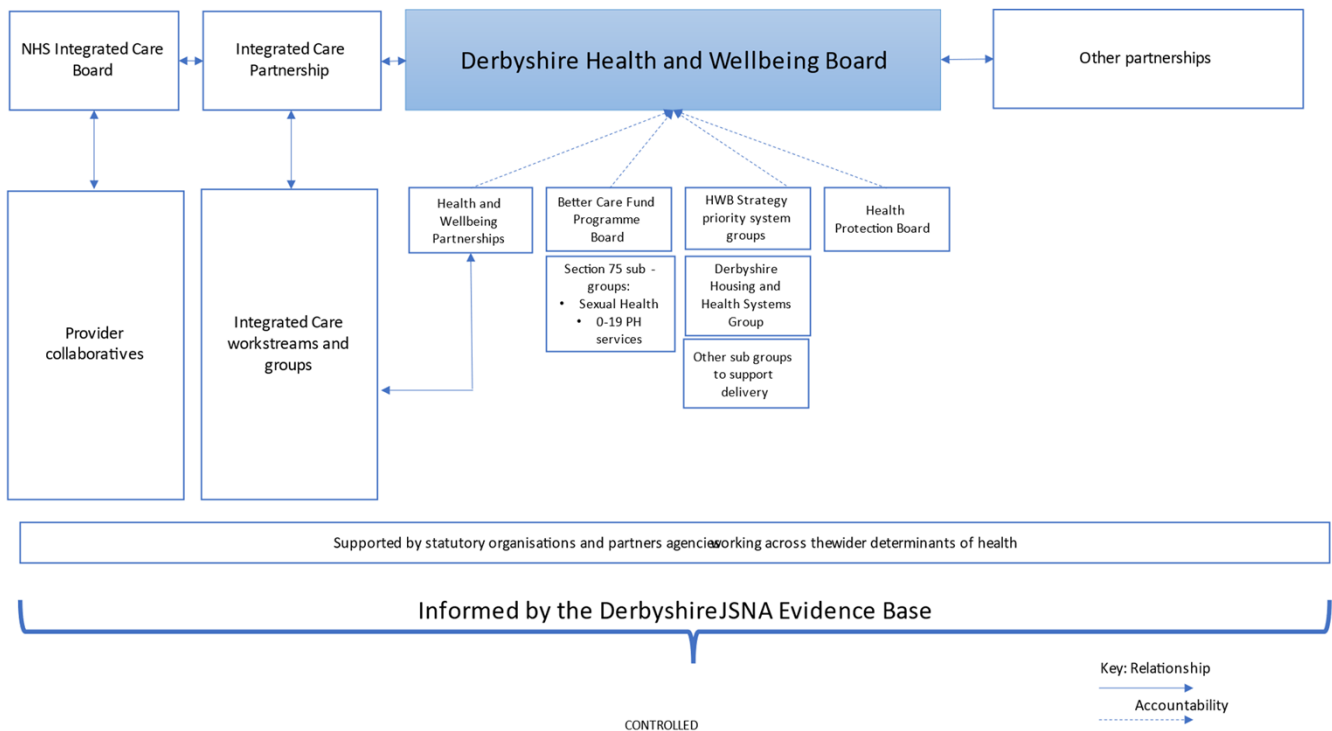 NHS Integrated Care
Board
Integrated Care
Partnership
Derbyshire Health and Wellbeing Board
Other partnerships
Provider
collaboratives
Integrated Care
workstreams and
groups
Health and
Wellbeing
Partnerships
Better Care Fund
Programme
Board
Section 75 sub -
groups:
• Sexual Health
• 0-19 PH
services
HWB Strategy
priority system
groups
Derbyshire
Housing and
Health Systems
Group
Other sub groups
to support
delivery
Health
Protection Board
Supported by statutory organisations and partners agencies working across the wider determinants of health
Informed by the Derbyshire JSNA Evidence Base
Key: Relationship
Accountability
CONTROLLED